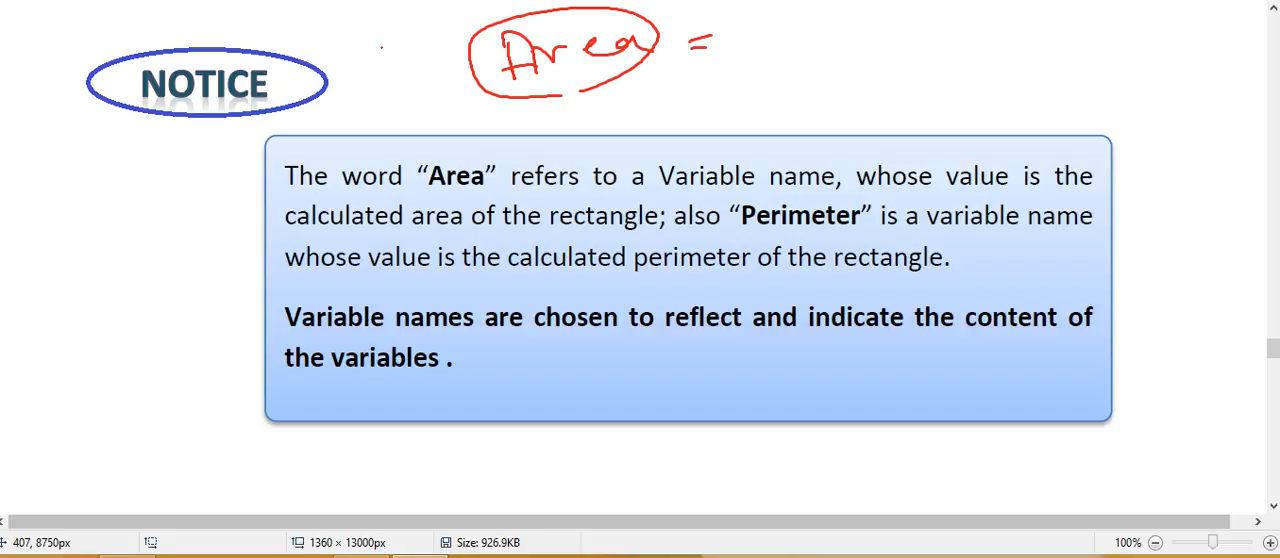 Area =
NOTICE
The word “Area” refers to a Variable name, whose value is the
calculated area of the rectangle; also “Perimeter” is a variable name
whose value is the calculated perimeter of the rectangle.
Variable names are chosen to reflect and indicate the content of
the variables .
407, 8750px 1360 × 13000px Size: 926.9KB 100%